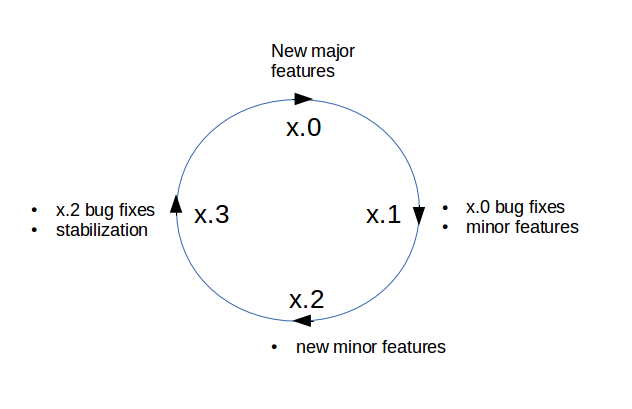 New major
features
x.0
• x.2 bug fixes
• stabilization
x.3
x.1
• x.0 bug fixes
• minor features
x.2
• new minor features